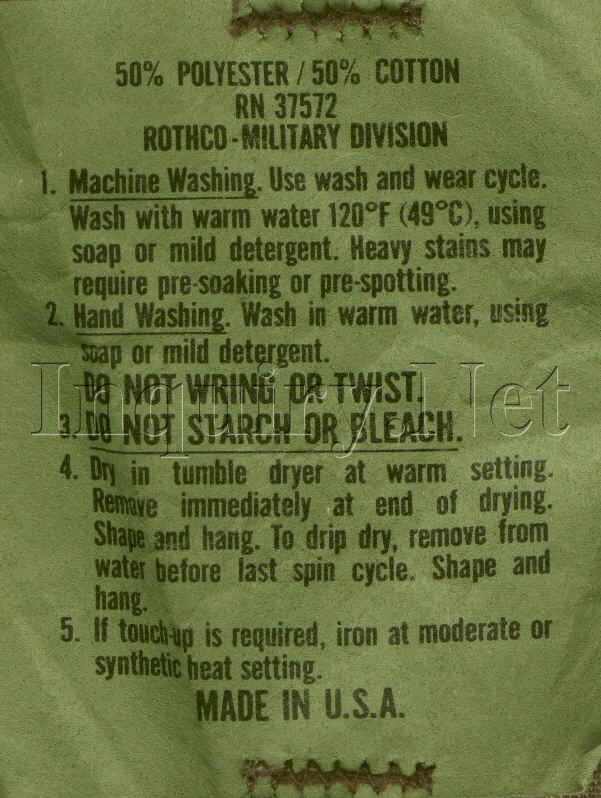 50% POLYESTER / 50% COTTON
RN 37572
ROTHCO-MILITARY DIVISION
1. Machine Washing. Use wash and wear cycle.
Wash with warm water 120°F (49°C), using
soap or mild detergent. Heavy stains may
require pre-soaking or pre-spotting.
2. Hand Washing. Wash in warm water, using
soap or mild detergent.
DO NOT WRING OR TWIST.
Inquiry Net
3. DO NOT STARCH OR BLEACH.
4. Dry in tumble dryer at warm setting.
Remove immediately at end of drying.
Shape and hang. To drip dry, remove from
water before last spin cycle. Shape and
hang.
5. If touch-up is required, iron at moderate or
synthetic heat setting.
MADE IN U.S.A.